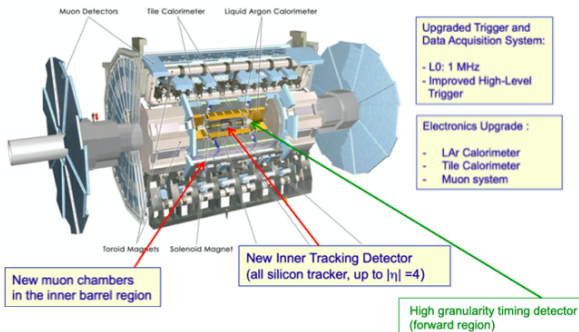 Muon Detectors
Tile Calorimeter
Liquid Argon Calorimeter
Toroid Magnets
Solenoid Magnet
Upgraded Trigger and
Data Acquisition System:
- L0: 1 MHz
- Improved High-Level
Trigger
Electronics Upgrade :
- LAr Calorimeter
- Tile Calorimeter
- Muon system
New muon chambers
in the inner barrel region
New Inner Tracking Detector
(all silicon tracker, up to |η| =4)
High granularity timing detector
(forward region)